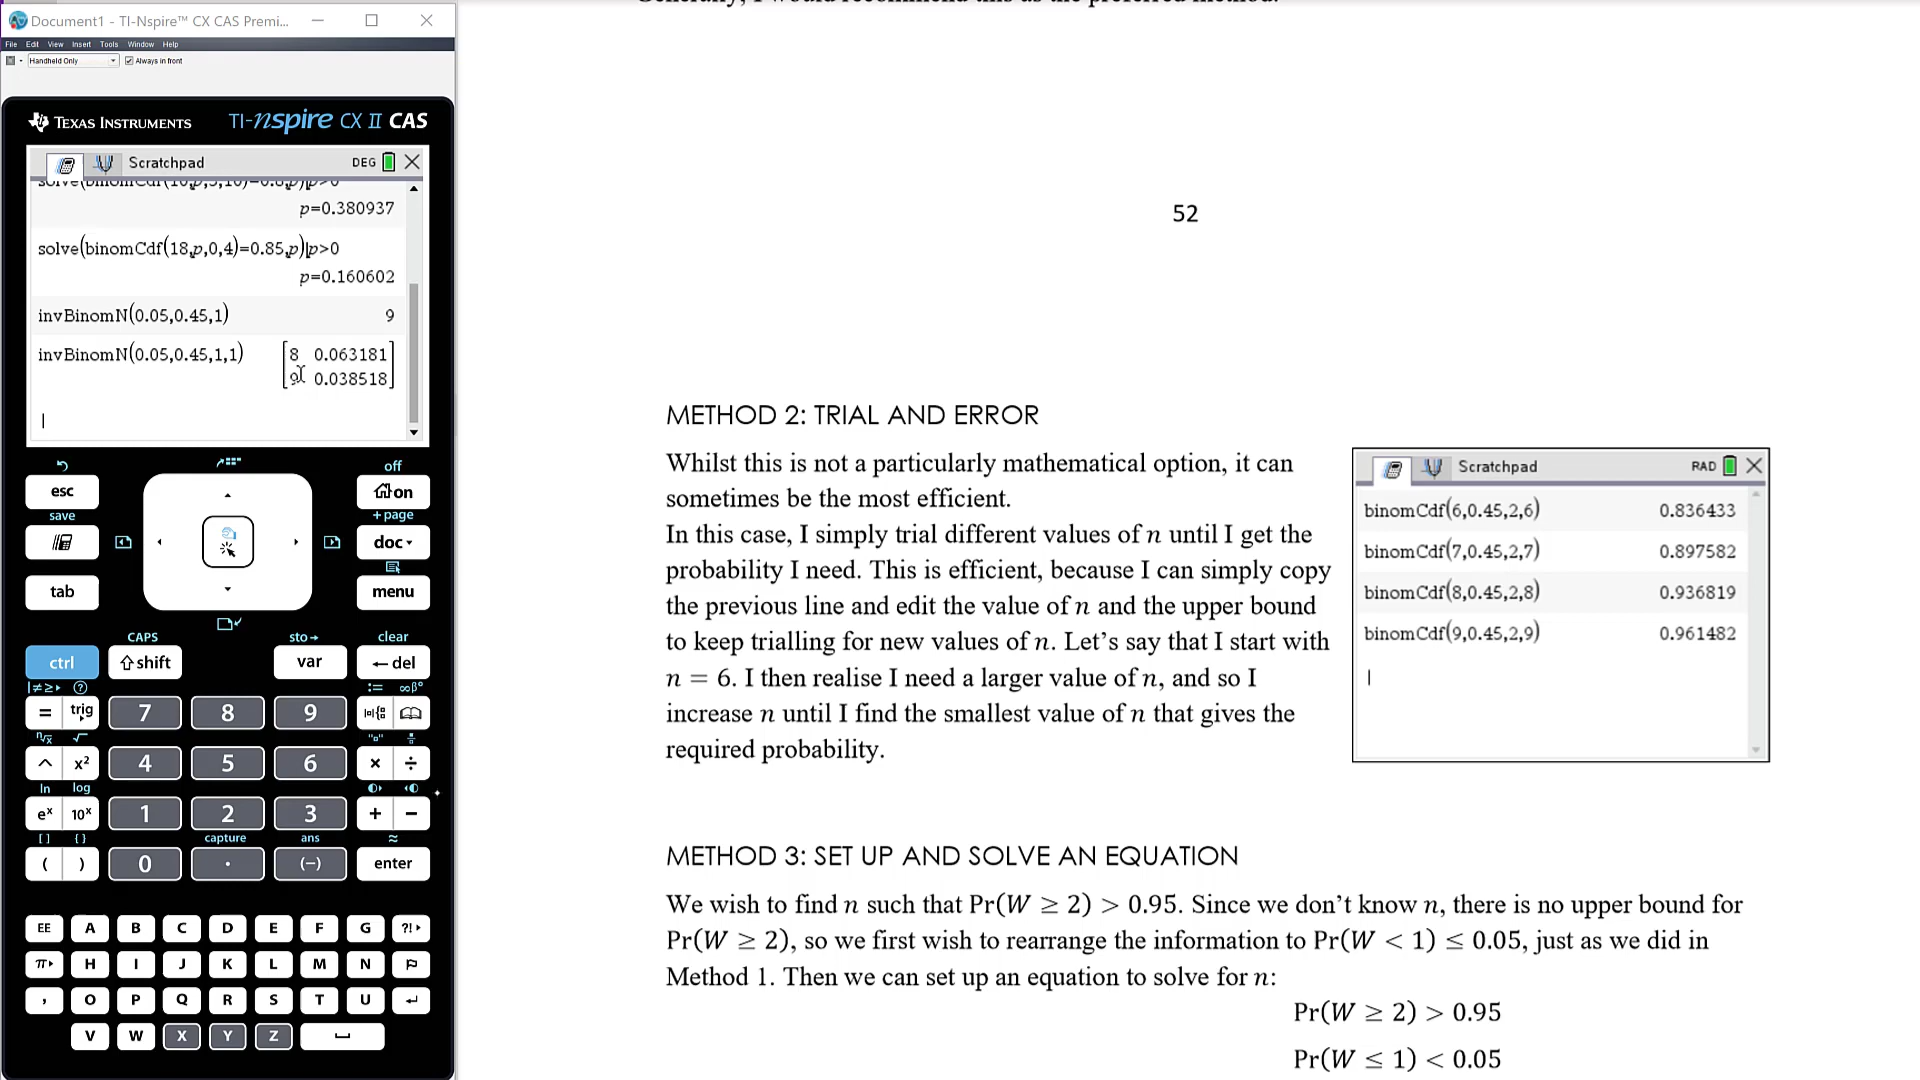 Document1 - TI-Nspire™ CX CAS Premi...
File Edit View Insert Tools Window Help
Handheld Only Always in front
TEXAS INSTRUMENTS TI-nspire CX II CAS
Scratchpad DEG
p=0.380937
solve(binomCdf(18,p,0,4)=0.85,p)|p>0
p=0.160602
invBinomN(0.05,0.45,1) 9
invBinomN(0.05,0.45,1,1) [8 0.063181
9 0.038518]
off
esc on
save +page
doc
tab menu
CAPS sto→ clear
ctrl shift var ←del
|≠≥▸ ? := ∞β°
= trig 7 8 9 |□|{
ⁿ√x √ "□"
^ x² 4 5 6 × ÷
ln log
eˣ 10ˣ 1 2 3 + −
[ ] { } capture ans ≈
( ) 0 . (−) enter
EE A B C D E F G ?!▸
π▸ H I J K L M N
, O P Q R S T U ↵
V W X Y Z
Generally, I would recommend this as the preferred method.
52
METHOD 2: TRIAL AND ERROR
Whilst this is not a particularly mathematical option, it can
sometimes be the most efficient.
In this case, I simply trial different values of n until I get the
probability I need. This is efficient, because I can simply copy
the previous line and edit the value of n and the upper bound
to keep trialling for new values of n. Let's say that I start with
n = 6. I then realise I need a larger value of n, and so I
increase n until I find the smallest value of n that gives the
required probability.
Scratchpad RAD
binomCdf(6,0.45,2,6) 0.836433
binomCdf(7,0.45,2,7) 0.897582
binomCdf(8,0.45,2,8) 0.936819
binomCdf(9,0.45,2,9) 0.961482
METHOD 3: SET UP AND SOLVE AN EQUATION
We wish to find n such that Pr(W ≥ 2) > 0.95. Since we don't know n, there is no upper bound for
Pr(W ≥ 2), so we first wish to rearrange the information to Pr(W < 1) ≤ 0.05, just as we did in
Method 1. Then we can set up an equation to solve for n:
Pr(W ≥ 2) > 0.95
Pr(W ≤ 1) < 0.05